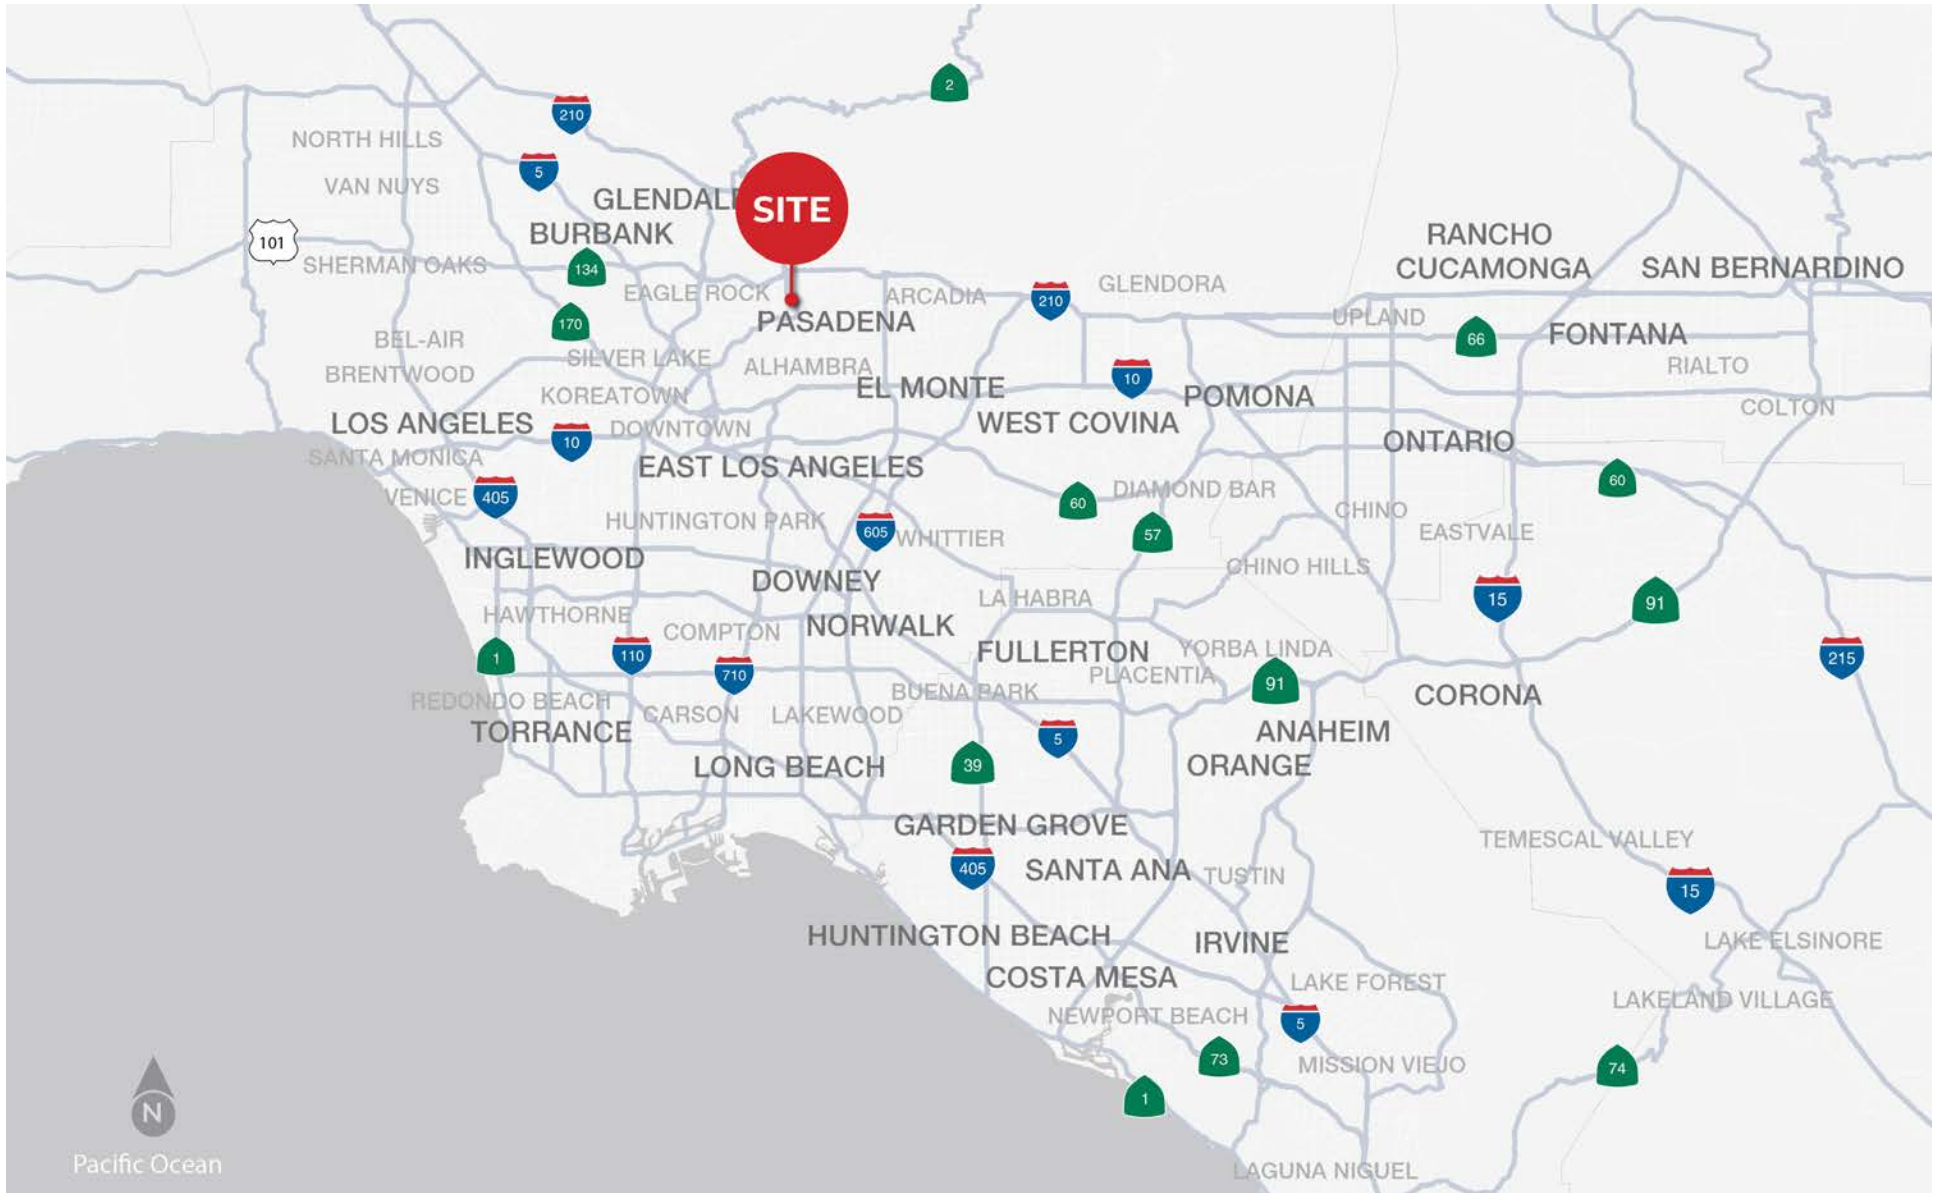 2
210
NORTH HILLS
5
VAN NUYS
GLENDALE
SITE
BURBANK
RANCHO
CUCAMONGA
101
SHERMAN OAKS
134
SAN BERNARDINO
EAGLE ROCK
ARCADIA
210
GLENDORA
170
PASADENA
UPLAND
66
FONTANA
BEL-AIR
SILVER LAKE
ALHAMBRA
RIALTO
BRENTWOOD
KOREATOWN
EL MONTE
10
POMONA
COLTON
LOS ANGELES
10
DOWNTOWN
WEST COVINA
ONTARIO
SANTA MONICA
EAST LOS ANGELES
60
VENICE
405
60
DIAMOND BAR
CHINO
HUNTINGTON PARK
605
WHITTIER
57
EASTVALE
INGLEWOOD
DOWNEY
CHINO HILLS
15
91
HAWTHORNE
LA HABRA
COMPTON
NORWALK
1
110
710
FULLERTON
YORBA LINDA
215
PLACENTIA
91
REDONDO BEACH
BUENA PARK
CORONA
TORRANCE
CARSON
LAKEWOOD
5
ANAHEIM
LONG BEACH
39
ORANGE
GARDEN GROVE
TEMESCAL VALLEY
405
SANTA ANA
TUSTIN
15
HUNTINGTON BEACH
IRVINE
LAKE ELSINORE
COSTA MESA
LAKE FOREST
LAKELAND VILLAGE
NEWPORT BEACH
5
73
MISSION VIEJO
74
1
N
Pacific Ocean
LAGUNA NIGUEL